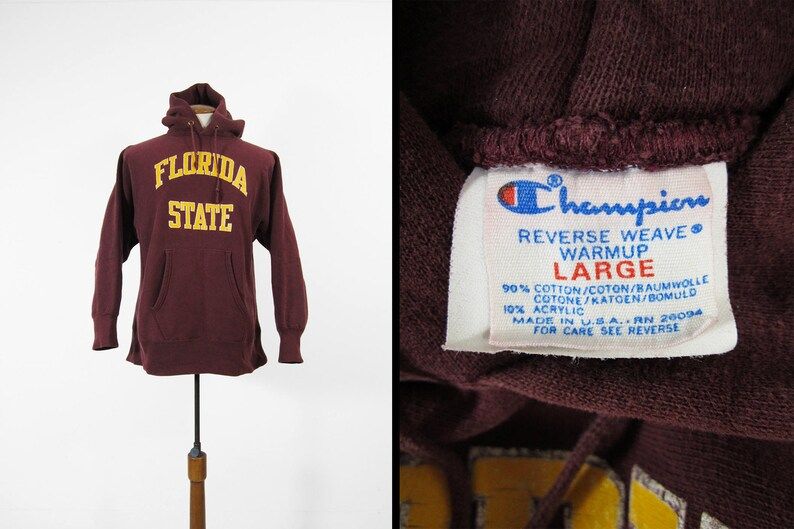 FLORIDA
STATE
Champion®
REVERSE WEAVE®
WARMUP
LARGE
90% COTTON/COTON/BAUMWOLLE
COTONE/KATOEN/BOMULD
10% ACRYLIC
MADE IN U.S.A. RN 26094
FOR CARE SEE REVERSE